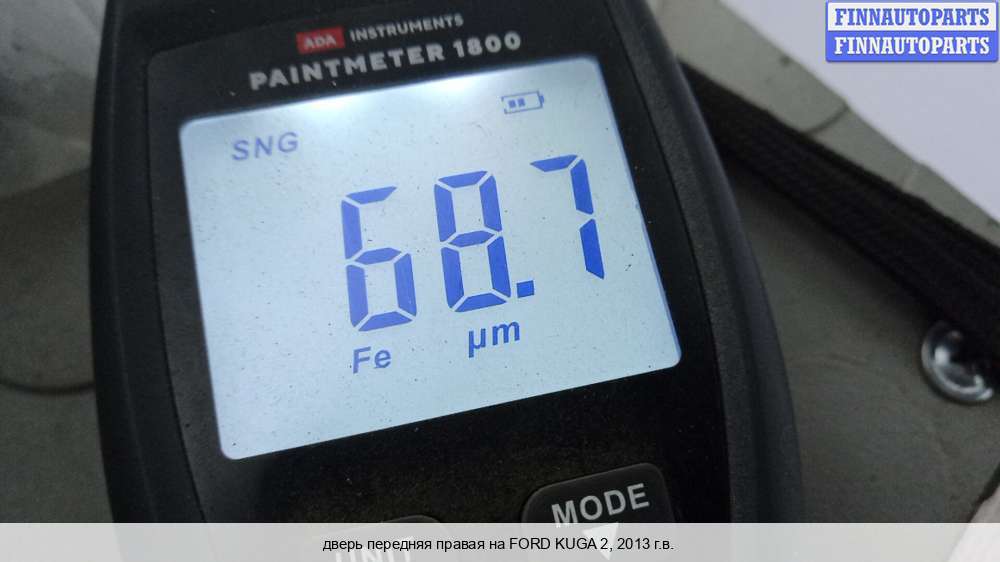 FINNAUTOPARTS
FINNAUTOPARTS
ADA INSTRUMENTS
PAINTMETER 1800
SNG
68.7
Fe µm
MODE
UNIT
дверь передняя правая на FORD KUGA 2, 2013 г.в.